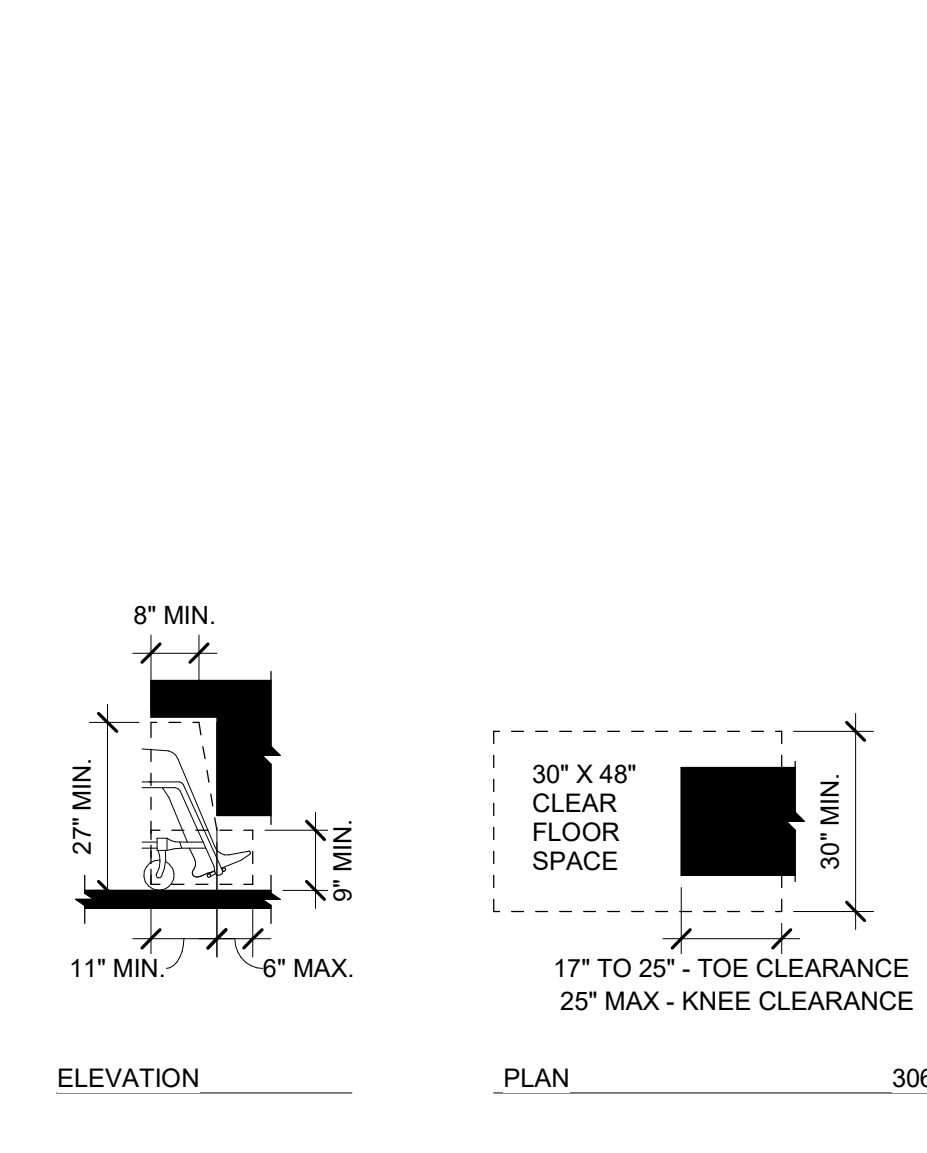 8" MIN.
27" MIN.
9" MIN.
11" MIN.
6" MAX.
ELEVATION
30" X 48"
CLEAR
FLOOR
SPACE
30" MIN.
17" TO 25" - TOE CLEARANCE
25" MAX - KNEE CLEARANCE
PLAN
306